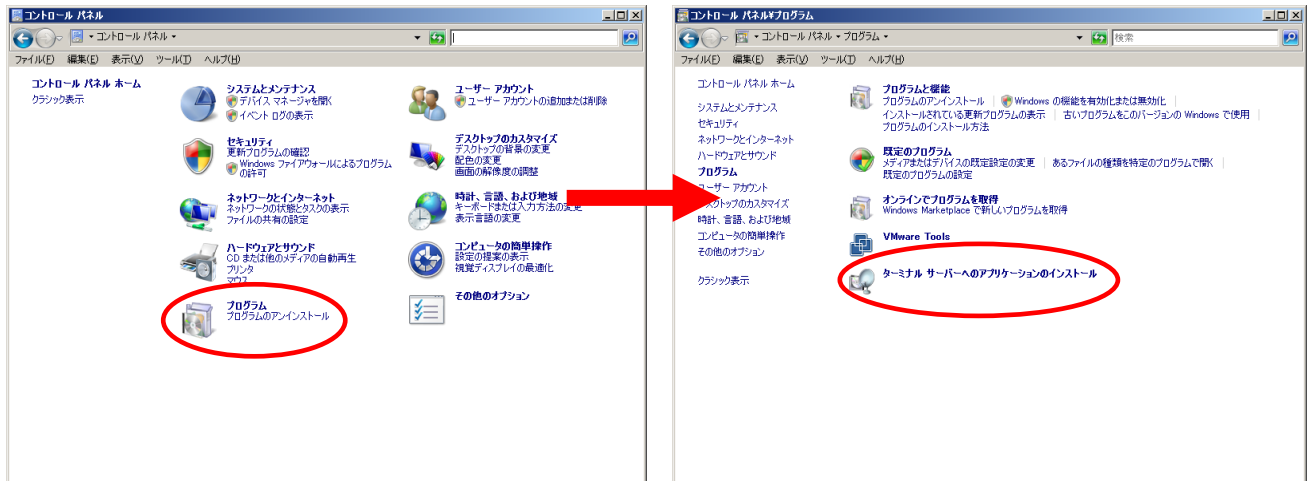 コントロール パネル
コントロール パネル
ファイル(F) 編集(E) 表示(V) ツール(T) ヘルプ(H)
コントロール パネル ホーム
クラシック表示
システムとメンテナンス
デバイス マネージャを開く
イベント ログの表示
セキュリティ
更新プログラムの確認
Windows ファイアウォールによるプログラム
の許可
ネットワークとインターネット
ネットワークの状態とタスクの表示
ファイルの共有の設定
ハードウェアとサウンド
CD または他のメディアの自動再生
プリンタ
マウス
プログラム
プログラムのアンインストール
ユーザー アカウント
ユーザー アカウントの追加または削除
デスクトップのカスタマイズ
デスクトップの背景の変更
配色の変更
画面の解像度の調整
時計、言語、および地域
キーボードまたは入力方法の変更
表示言語の変更
コンピュータの簡単操作
設定の提案の表示
視覚ディスプレイの最適化
その他のオプション
コントロール パネル¥プログラム
コントロール パネル プログラム
検索
ファイル(F) 編集(E) 表示(V) ツール(T) ヘルプ(H)
コントロール パネル ホーム
システムとメンテナンス
セキュリティ
ネットワークとインターネット
ハードウェアとサウンド
プログラム
ユーザー アカウント
デスクトップのカスタマイズ
時計、言語、および地域
コンピュータの簡単操作
その他のオプション
クラシック表示
プログラムと機能
プログラムのアンインストール Windows の機能を有効化または無効化
インストールされている更新プログラムの表示 古いプログラムをこのバージョンの Windows で使用
プログラムのインストール方法
既定のプログラム
メディアまたはデバイスの既定設定の変更 あるファイルの種類を特定のプログラムで開く
既定のプログラムの設定
オンラインでプログラムを取得
Windows Marketplace で新しいプログラムを取得
VMware Tools
ターミナル サーバーへのアプリケーションのインストール